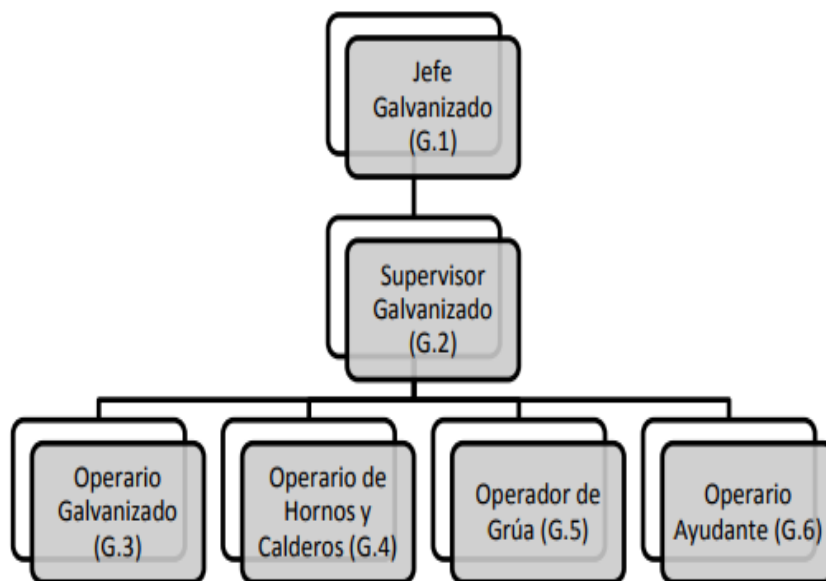 Jefe
Galvanizado
(G.1)
Supervisor
Galvanizado
(G.2)
Operario
Galvanizado
(G.3)
Operario de
Hornos y
Calderos (G.4)
Operador de
Grúa (G.5)
Operario
Ayudante (G.6)